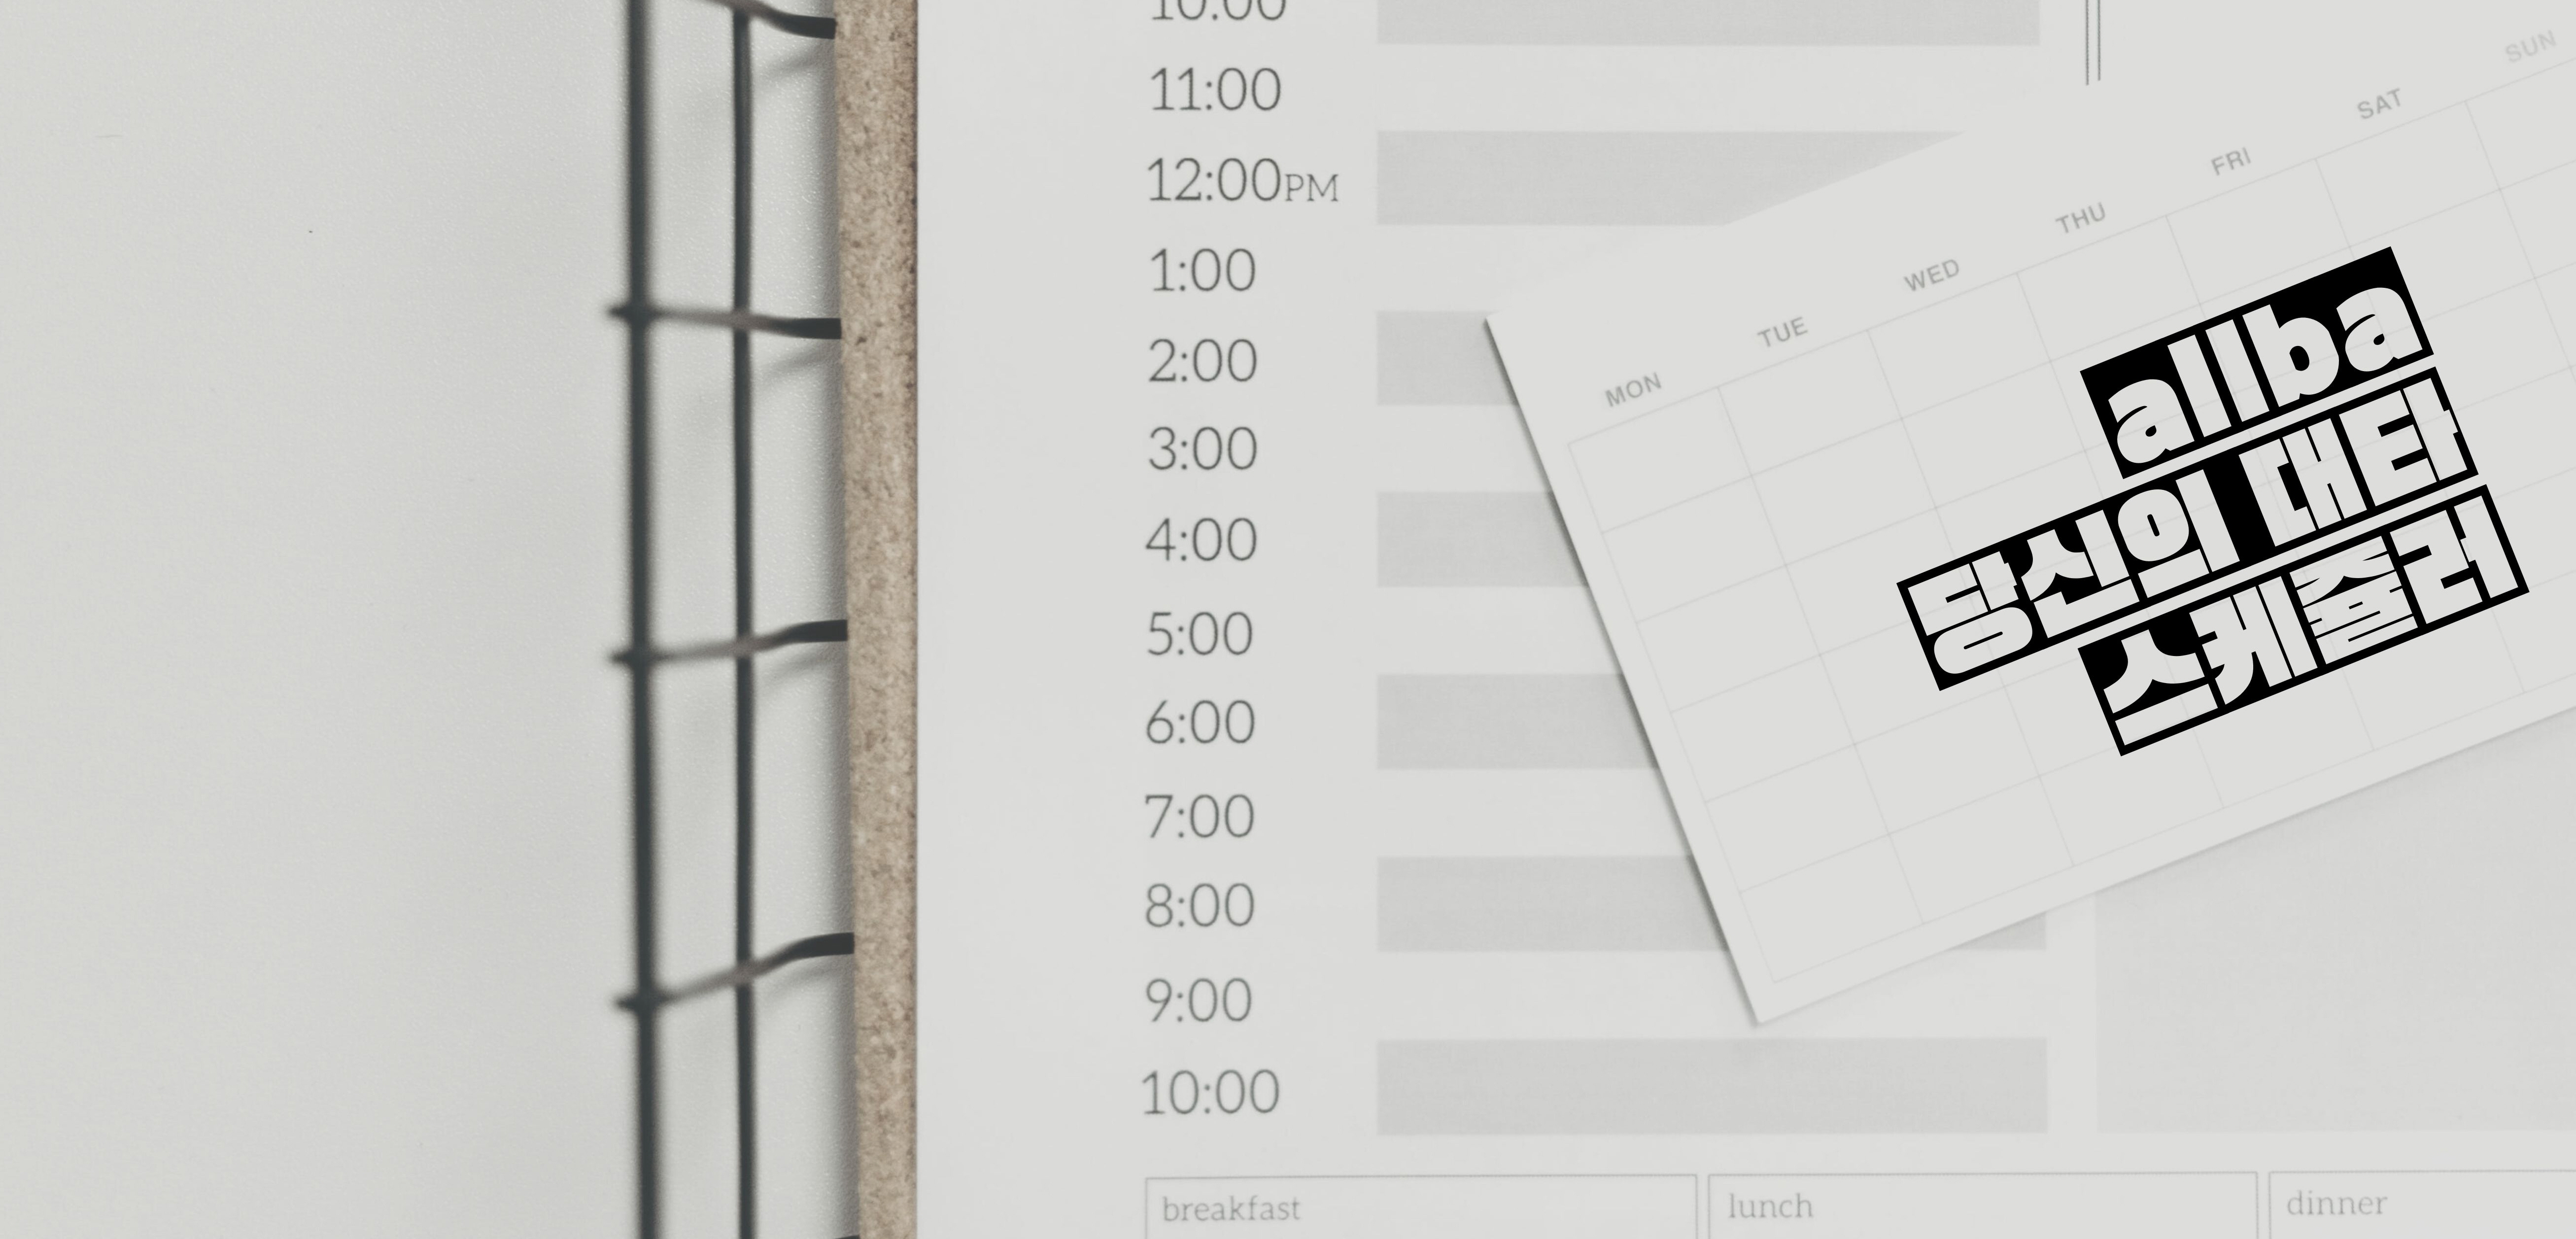 10:00
11:00
12:00PM
1:00
2:00
3:00
4:00
5:00
6:00
7:00
8:00
9:00
10:00
breakfast
lunch
dinner
MON TUE WED THU FRI SAT SUN
allba
당신의 대타
스케줄러